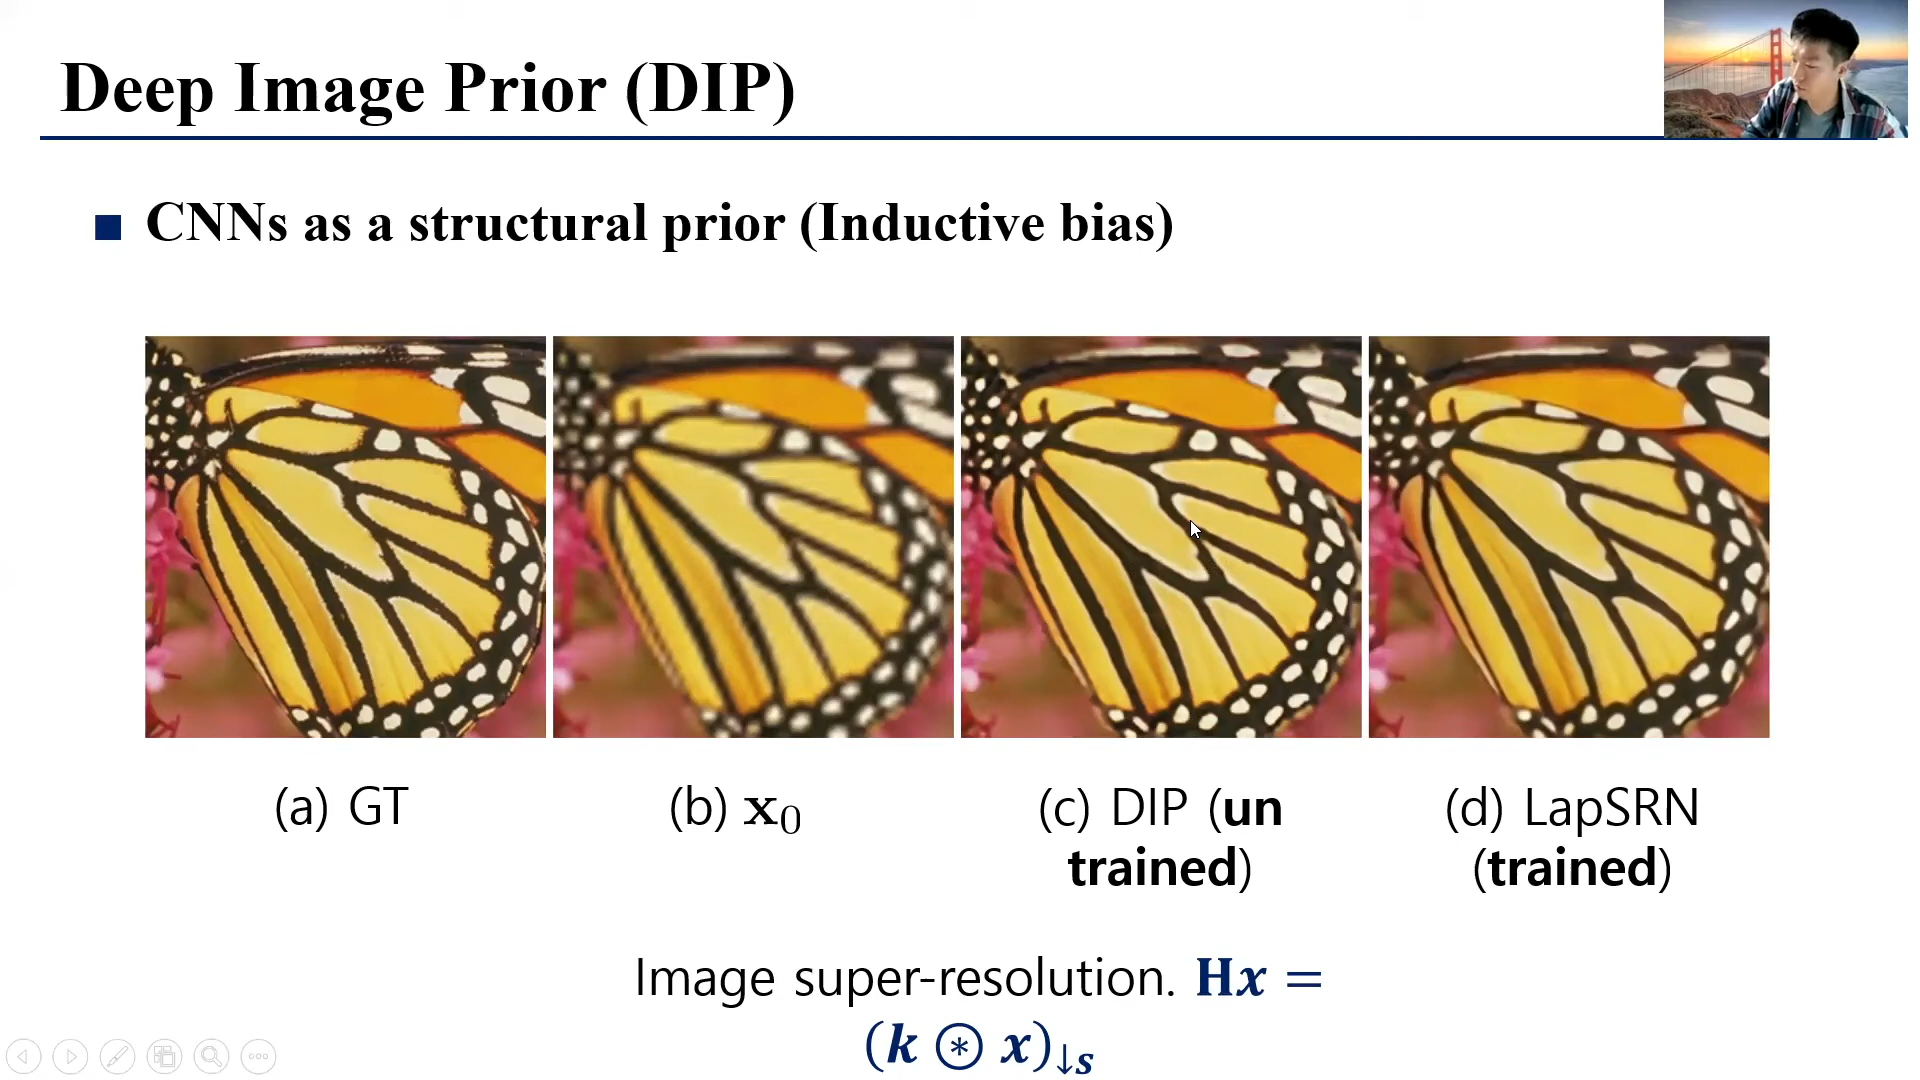 Deep Image Prior (DIP)
CNNs as a structural prior (Inductive bias)
(a) GT
(b) x₀
(c) DIP (un
trained)
(d) LapSRN
(trained)
Image super-resolution. Hx =
(k ⊛ x)↓s